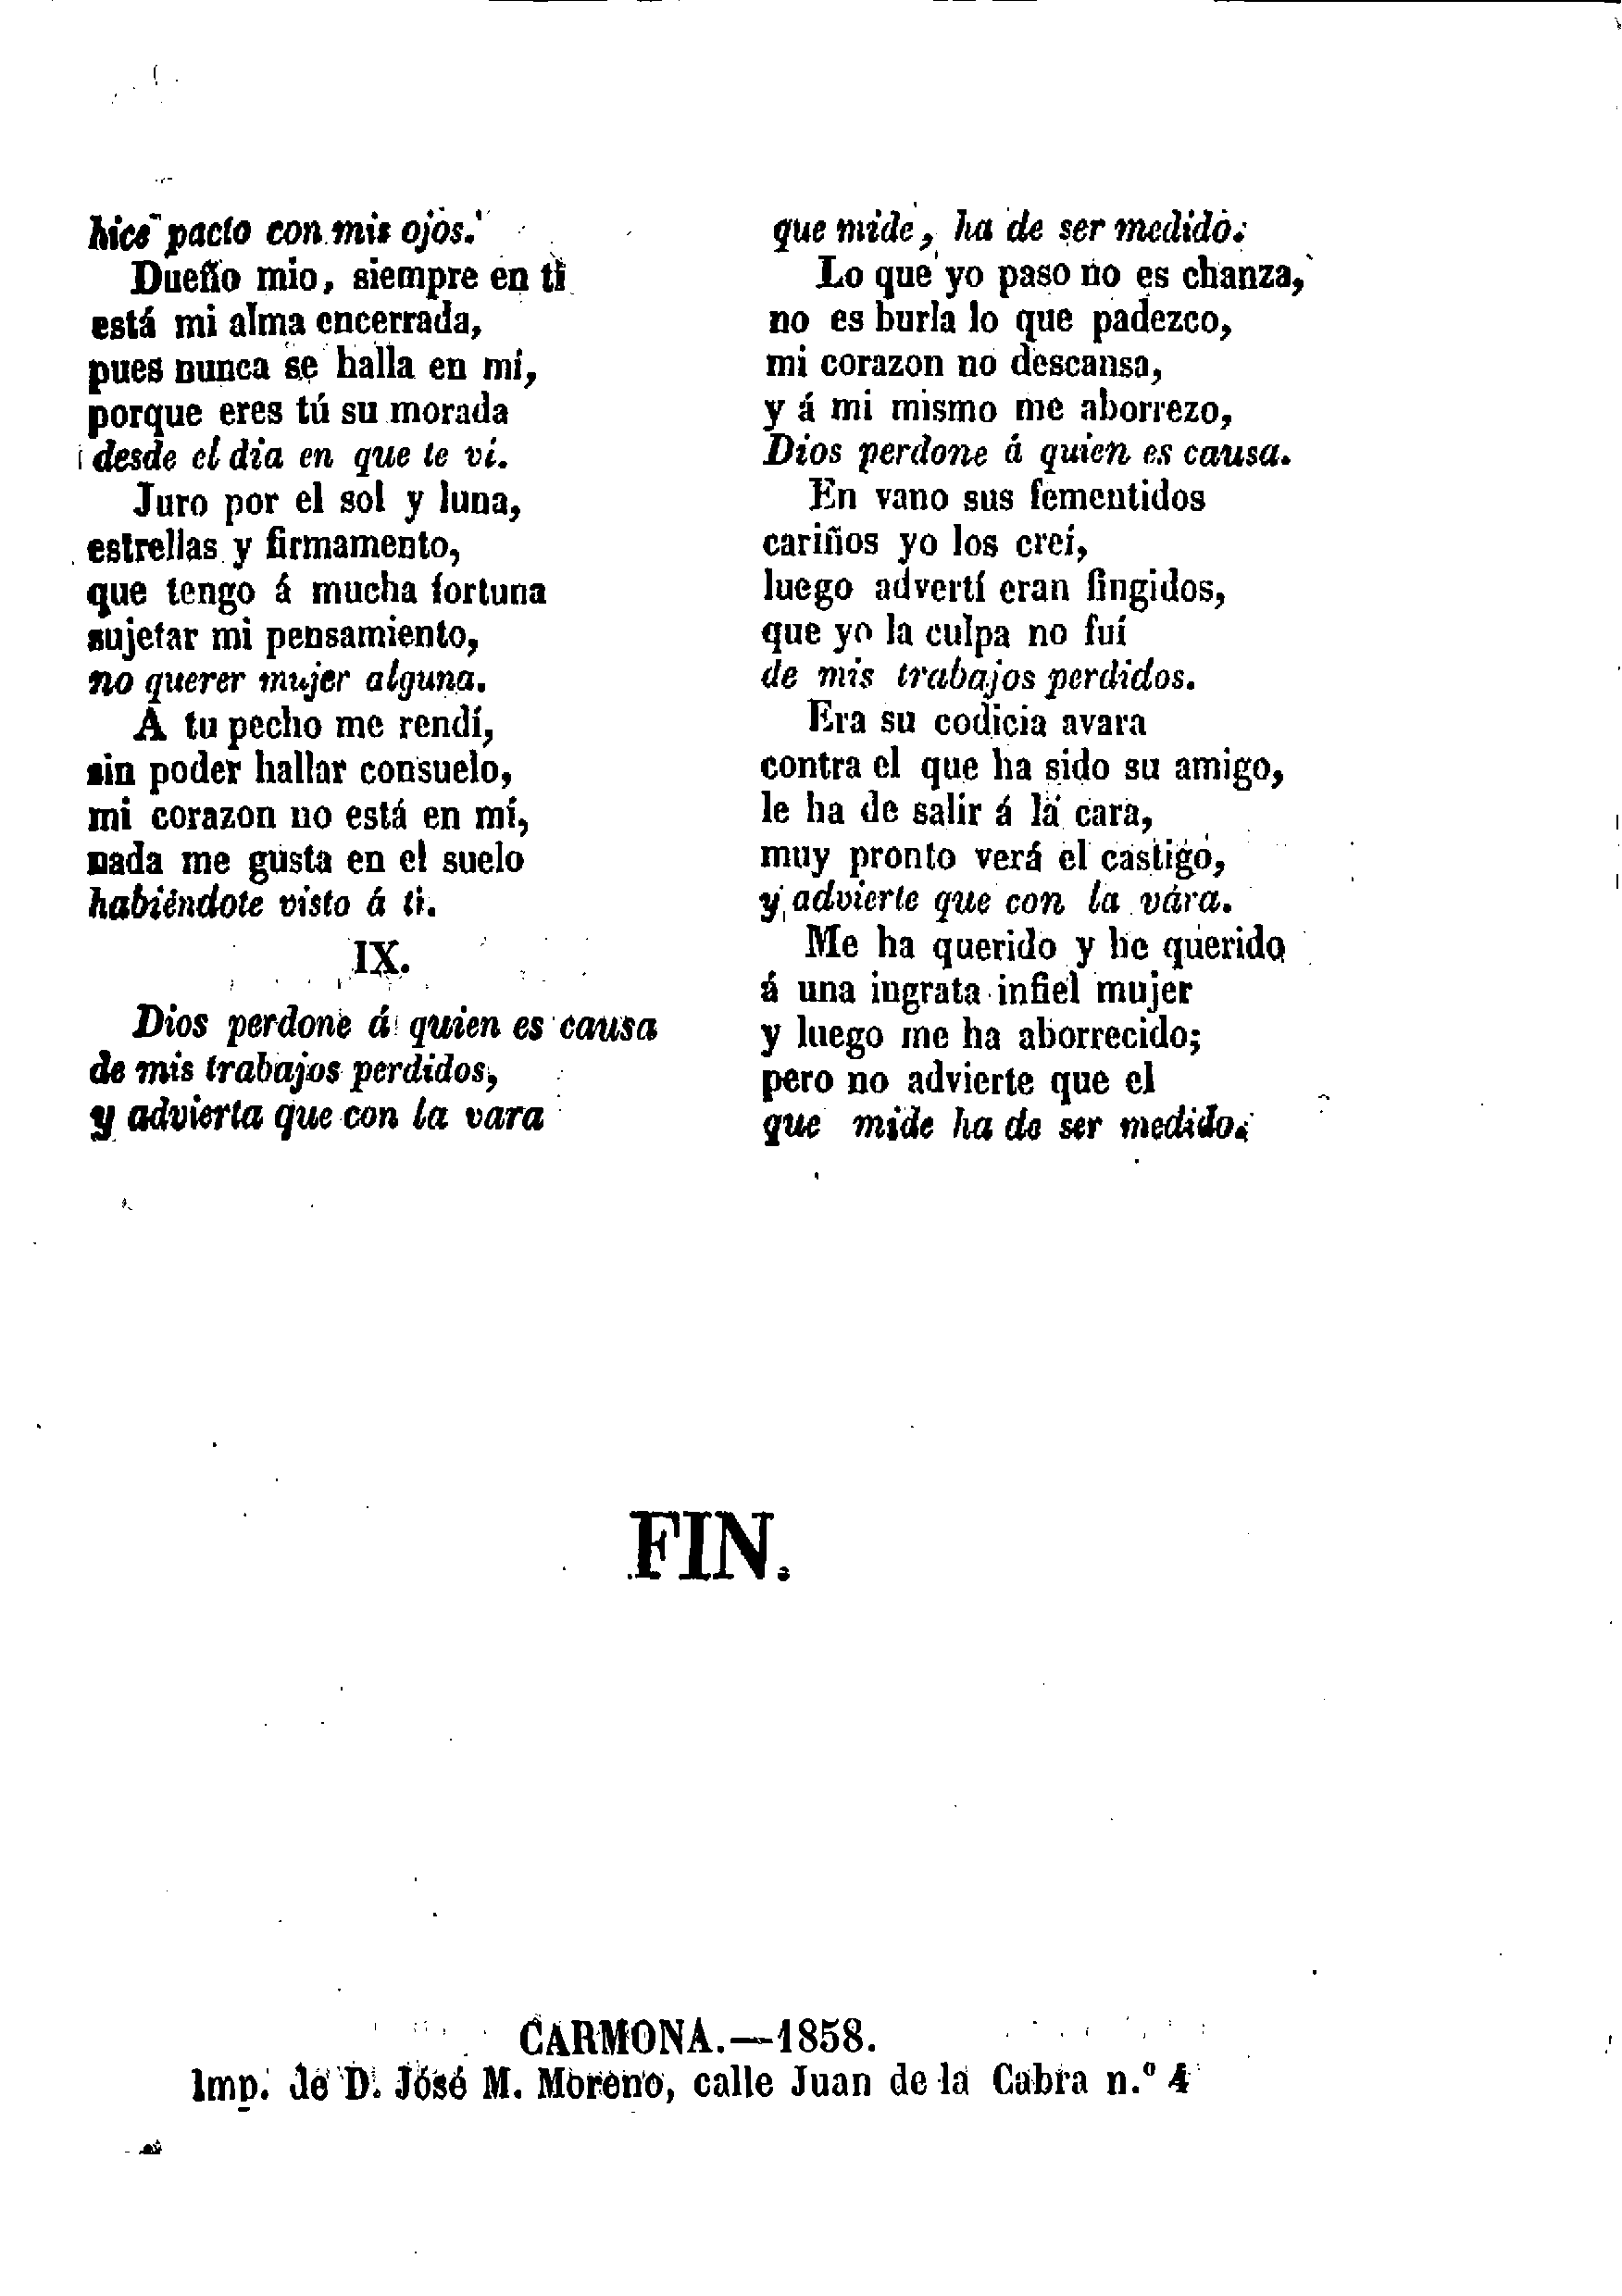 hice pacto con mis ojos.
Dueño mio, siempre en tí
está mi alma encerrada,
pues nunca se halla en mí,
porque eres tú su morada
desde el dia en que te ví.
Juro por el sol y luna,
estrellas y firmamento,
que tengo á mucha fortuna
sujetar mi pensamiento,
no querer mujer alguna.
A tu pecho me rendí,
sin poder hallar consuelo,
mi corazon no está en mí,
nada me gusta en el suelo
habiéndote visto á tí.
IX.
Dios perdone á quien es causa
de mis trabajos perdidos,
y advierta que con la vara
que mide, ha de ser medido.
Lo que yo paso no es chanza,
no es burla lo que padezco,
mi corazon no descansa,
y á mi mismo me aborrezo,
Dios perdone á quien es causa.
En vano sus fementidos
cariños yo los creí,
luego advertí eran fingidos,
que yo la culpa no fuí
de mis trabajos perdidos.
Era su codicia avara
contra el que ha sido su amigo,
le ha de salir á la cara,
muy pronto verá el castigo,
y advierte que con la vára.
Me ha querido y he querido
á una ingrata infiel mujer
y luego me ha aborrecido;
pero no advierte que el
que mide ha de ser medido.
FIN.
CARMONA.—1858.
Imp. de D. José M. Moreno, calle Juan de la Cabra n.º 4